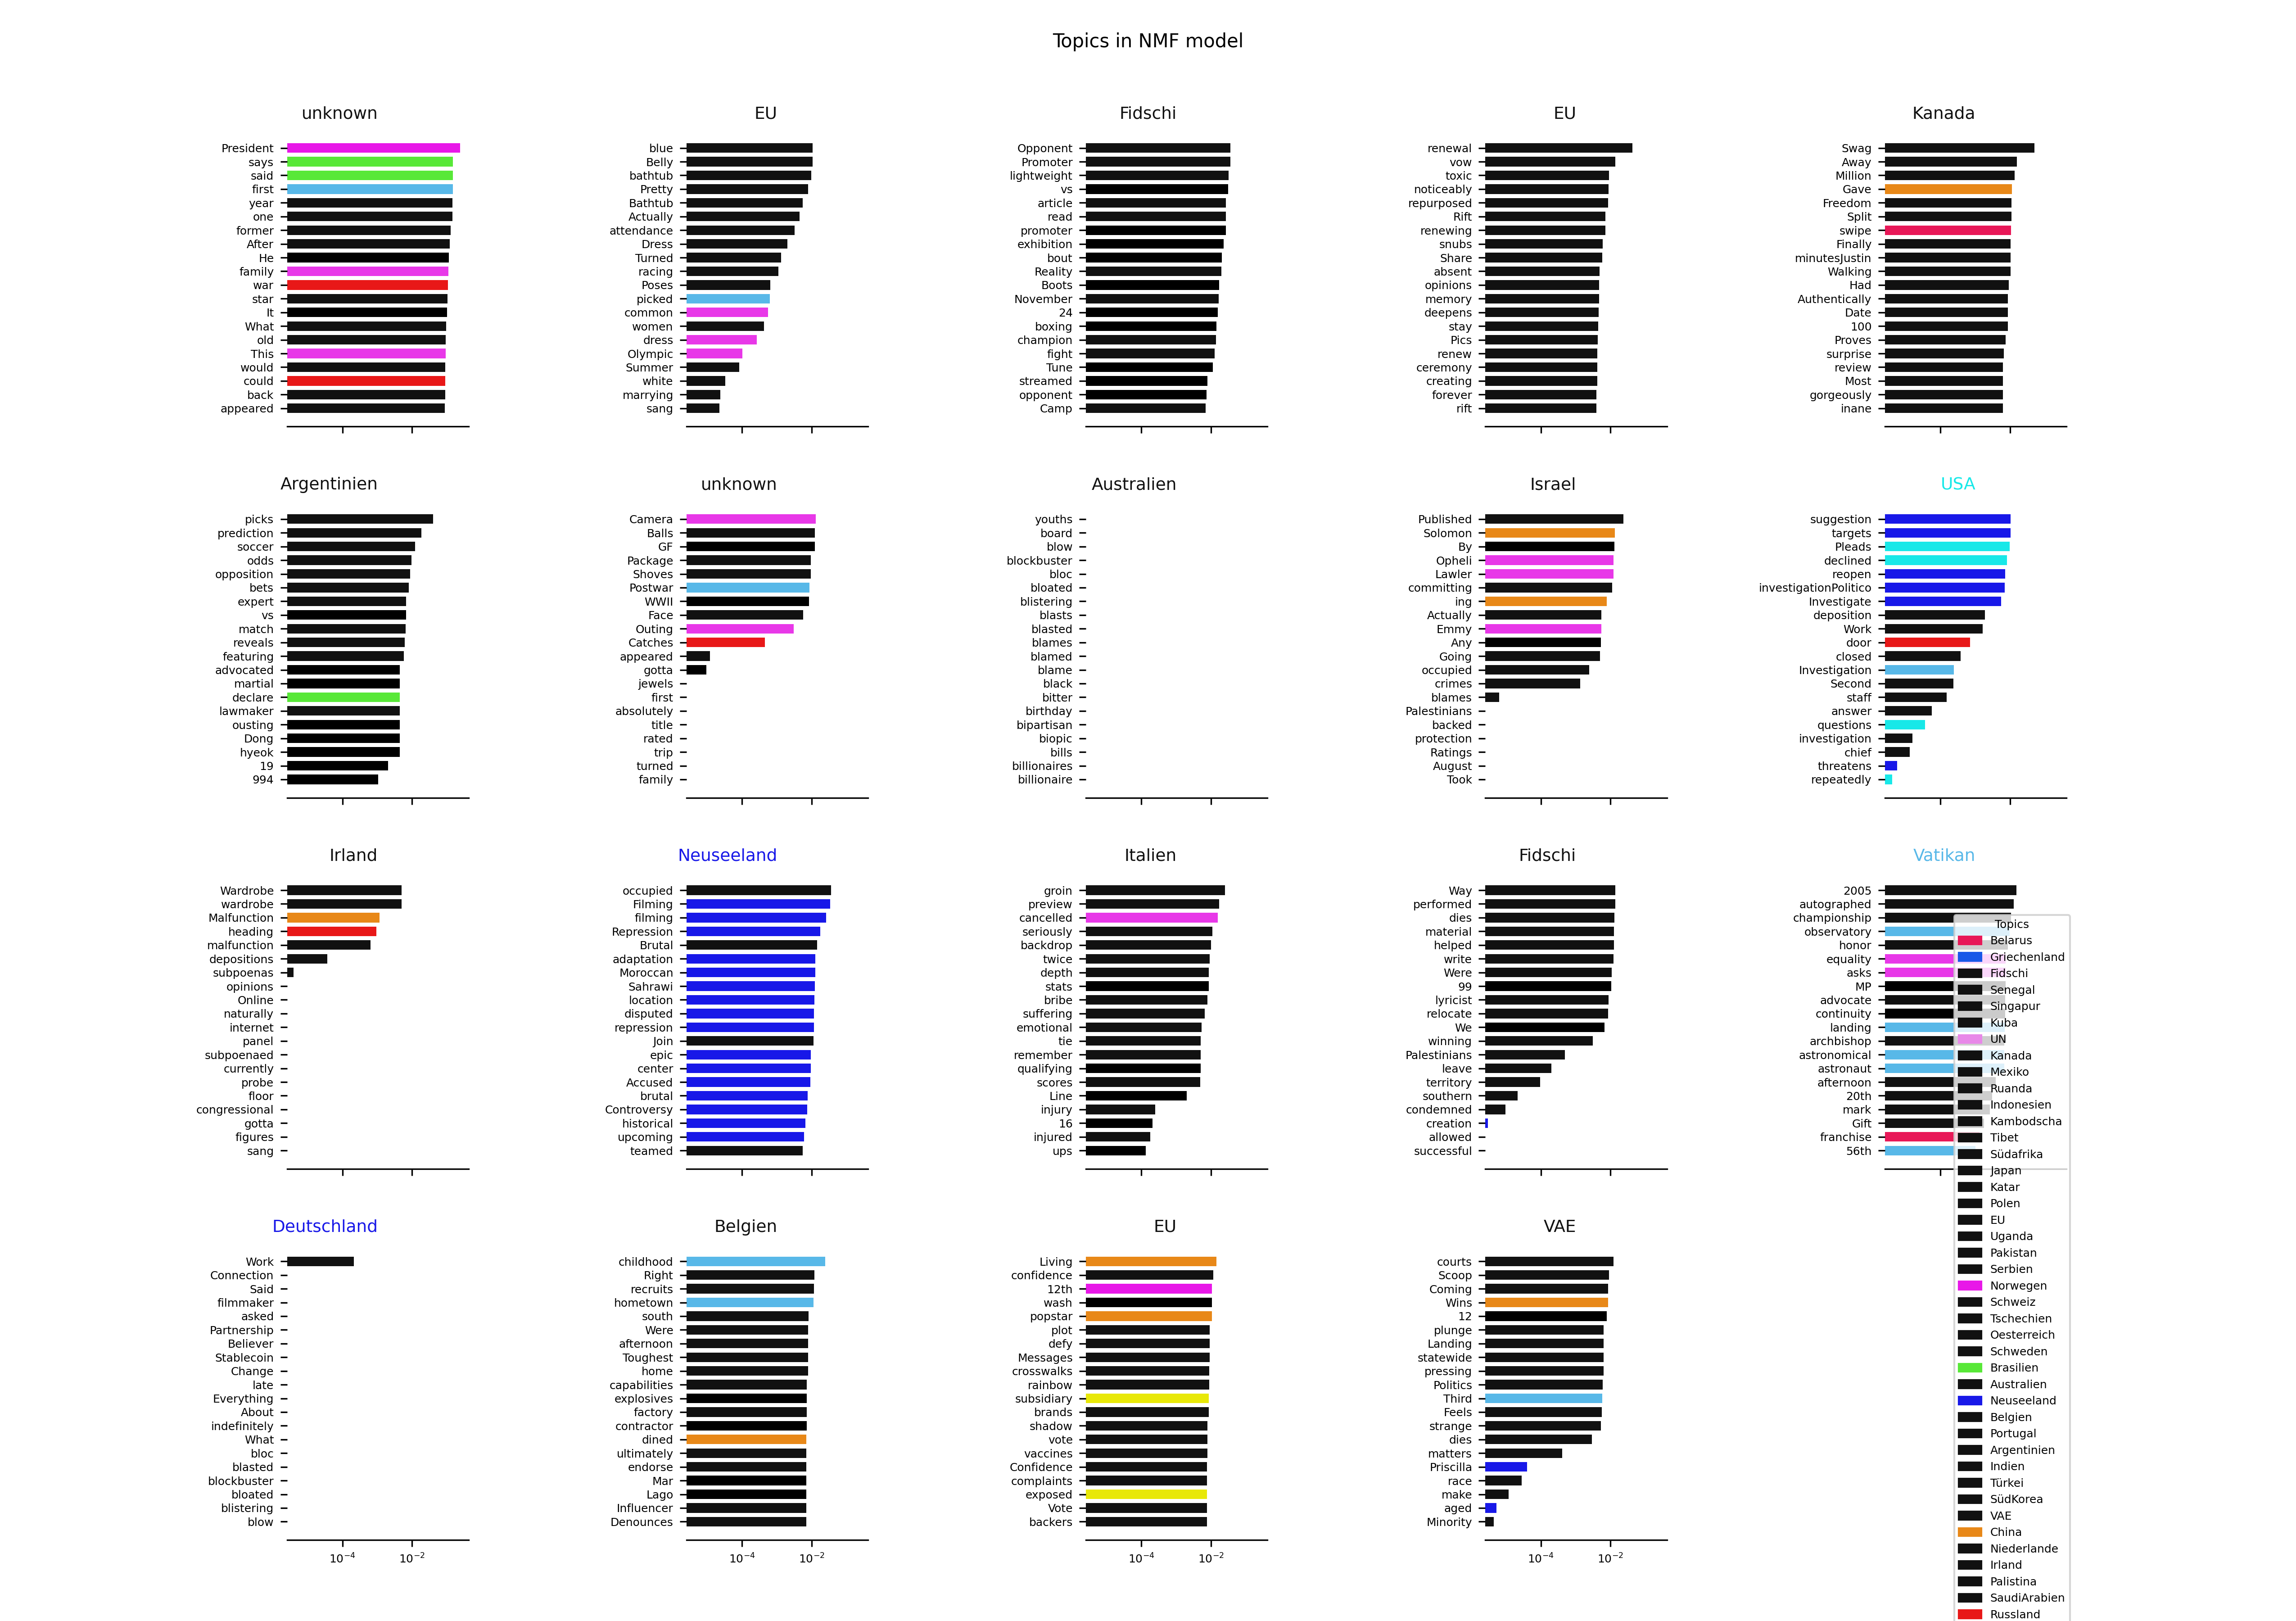 Topics in NMF model
unknown
President
says
said
first
year
one
former
After
He
family
war
star
It
What
old
This
would
could
back
appeared
EU
blue
Belly
bathtub
Pretty
Bathtub
Actually
attendance
Dress
Turned
racing
Poses
picked
common
women
dress
Olympic
Summer
white
marrying
sang
Fidschi
Opponent
Promoter
lightweight
vs
article
read
promoter
exhibition
bout
Reality
Boots
November
24
boxing
champion
fight
Tune
streamed
opponent
Camp
EU
renewal
vow
toxic
noticeably
repurposed
Rift
renewing
snubs
Share
absent
opinions
memory
deepens
stay
Pics
renew
ceremony
creating
forever
rift
Kanada
Swag
Away
Million
Gave
Freedom
Split
swipe
Finally
minutesJustin
Walking
Had
Authentically
Date
100
Proves
surprise
review
Most
gorgeously
inane
Argentinien
picks
prediction
soccer
odds
opposition
bets
expert
vs
match
reveals
featuring
advocated
martial
declare
lawmaker
ousting
Dong
hyeok
19
994
unknown
Camera
Balls
GF
Package
Shoves
Postwar
WWII
Face
Outing
Catches
appeared
gotta
jewels
first
absolutely
title
rated
trip
turned
family
Australien
youths
board
blow
blockbuster
bloc
bloated
blistering
blasts
blasted
blames
blamed
blame
black
bitter
birthday
bipartisan
biopic
bills
billionaires
billionaire
Israel
Published
Solomon
By
Opheli
Lawler
committing
ing
Actually
Emmy
Any
Going
occupied
crimes
blames
Palestinians
backed
protection
Ratings
August
Took
USA
suggestion
targets
Pleads
declined
reopen
investigationPolitico
Investigate
deposition
Work
door
closed
Investigation
Second
staff
answer
questions
investigation
chief
threatens
repeatedly
Irland
Wardrobe
wardrobe
Malfunction
heading
malfunction
depositions
subpoenas
opinions
Online
naturally
internet
panel
subpoenaed
currently
probe
floor
congressional
gotta
figures
sang
Neuseeland
occupied
Filming
filming
Repression
Brutal
adaptation
Moroccan
Sahrawi
location
disputed
repression
Join
epic
center
Accused
brutal
Controversy
historical
upcoming
teamed
Italien
groin
preview
cancelled
seriously
backdrop
twice
depth
stats
bribe
suffering
emotional
tie
remember
qualifying
scores
Line
injury
16
injured
ups
Fidschi
Way
performed
dies
material
helped
write
Were
99
lyricist
relocate
We
winning
Palestinians
leave
territory
southern
condemned
creation
allowed
successful
Vatikan
2005
autographed
championship
observatory
honor
equality
asks
MP
advocate
continuity
landing
archbishop
astronomical
astronaut
afternoon
20th
mark
Gift
franchise
56th
Deutschland
Work
Connection
Said
filmmaker
asked
Partnership
Believer
Stablecoin
Change
late
Everything
About
indefinitely
What
bloc
blasted
blockbuster
bloated
blistering
blow
10⁻⁴ 10⁻²
Belgien
childhood
Right
recruits
hometown
south
Were
afternoon
Toughest
home
capabilities
explosives
factory
contractor
dined
ultimately
endorse
Mar
Lago
Influencer
Denounces
10⁻⁴ 10⁻²
EU
Living
confidence
12th
wash
popstar
plot
defy
Messages
crosswalks
rainbow
subsidiary
brands
shadow
vote
vaccines
Confidence
complaints
exposed
Vote
backers
10⁻⁴ 10⁻²
VAE
courts
Scoop
Coming
Wins
12
plunge
Landing
statewide
pressing
Politics
Third
Feels
strange
dies
matters
Priscilla
race
make
aged
Minority
10⁻⁴ 10⁻²
Topics
Belarus
Griechenland
Fidschi
Senegal
Singapur
Kuba
UN
Kanada
Mexiko
Ruanda
Indonesien
Kambodscha
Tibet
Südafrika
Japan
Katar
Polen
EU
Uganda
Pakistan
Serbien
Norwegen
Schweiz
Tschechien
Oesterreich
Schweden
Brasilien
Australien
Neuseeland
Belgien
Portugal
Argentinien
Indien
Türkei
SüdKorea
VAE
China
Niederlande
Irland
Palistina
SaudiArabien
Russland